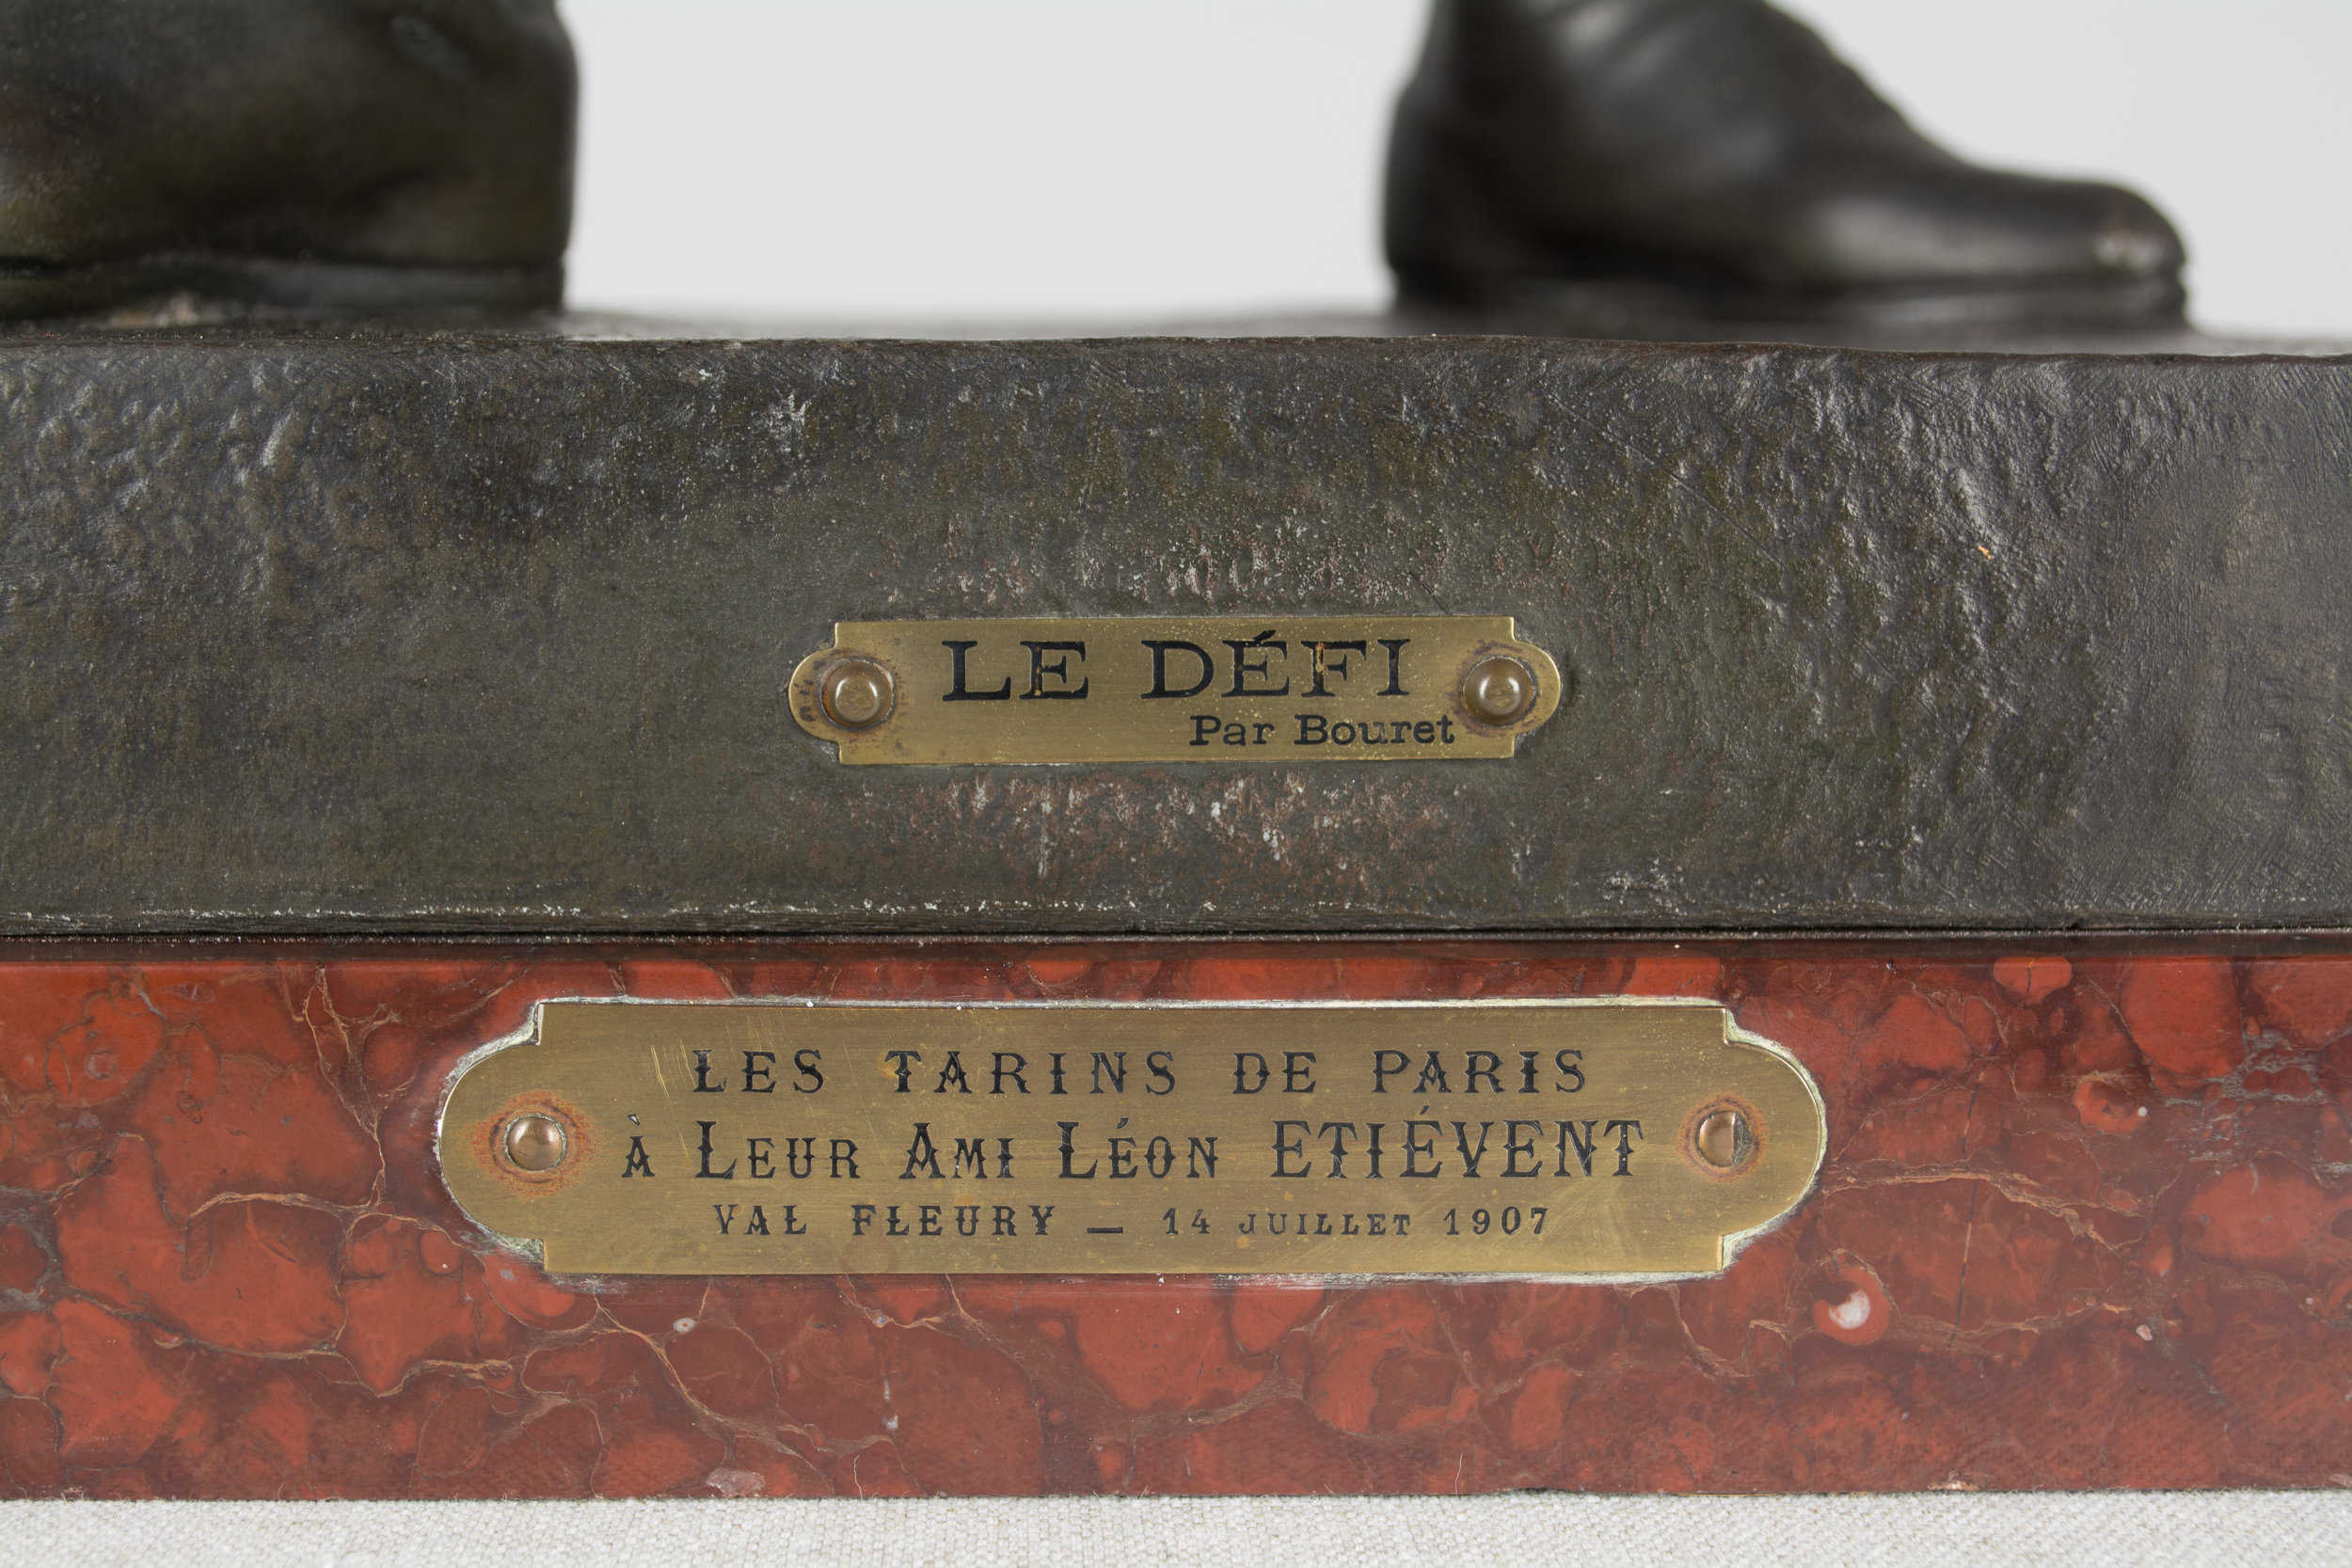 LE DÉFI
Par Bouret
LES TARINS DE PARIS
À LEUR AMI LÉON ETIÉVENT
VAL FLEURY — 14 JUILLET 1907